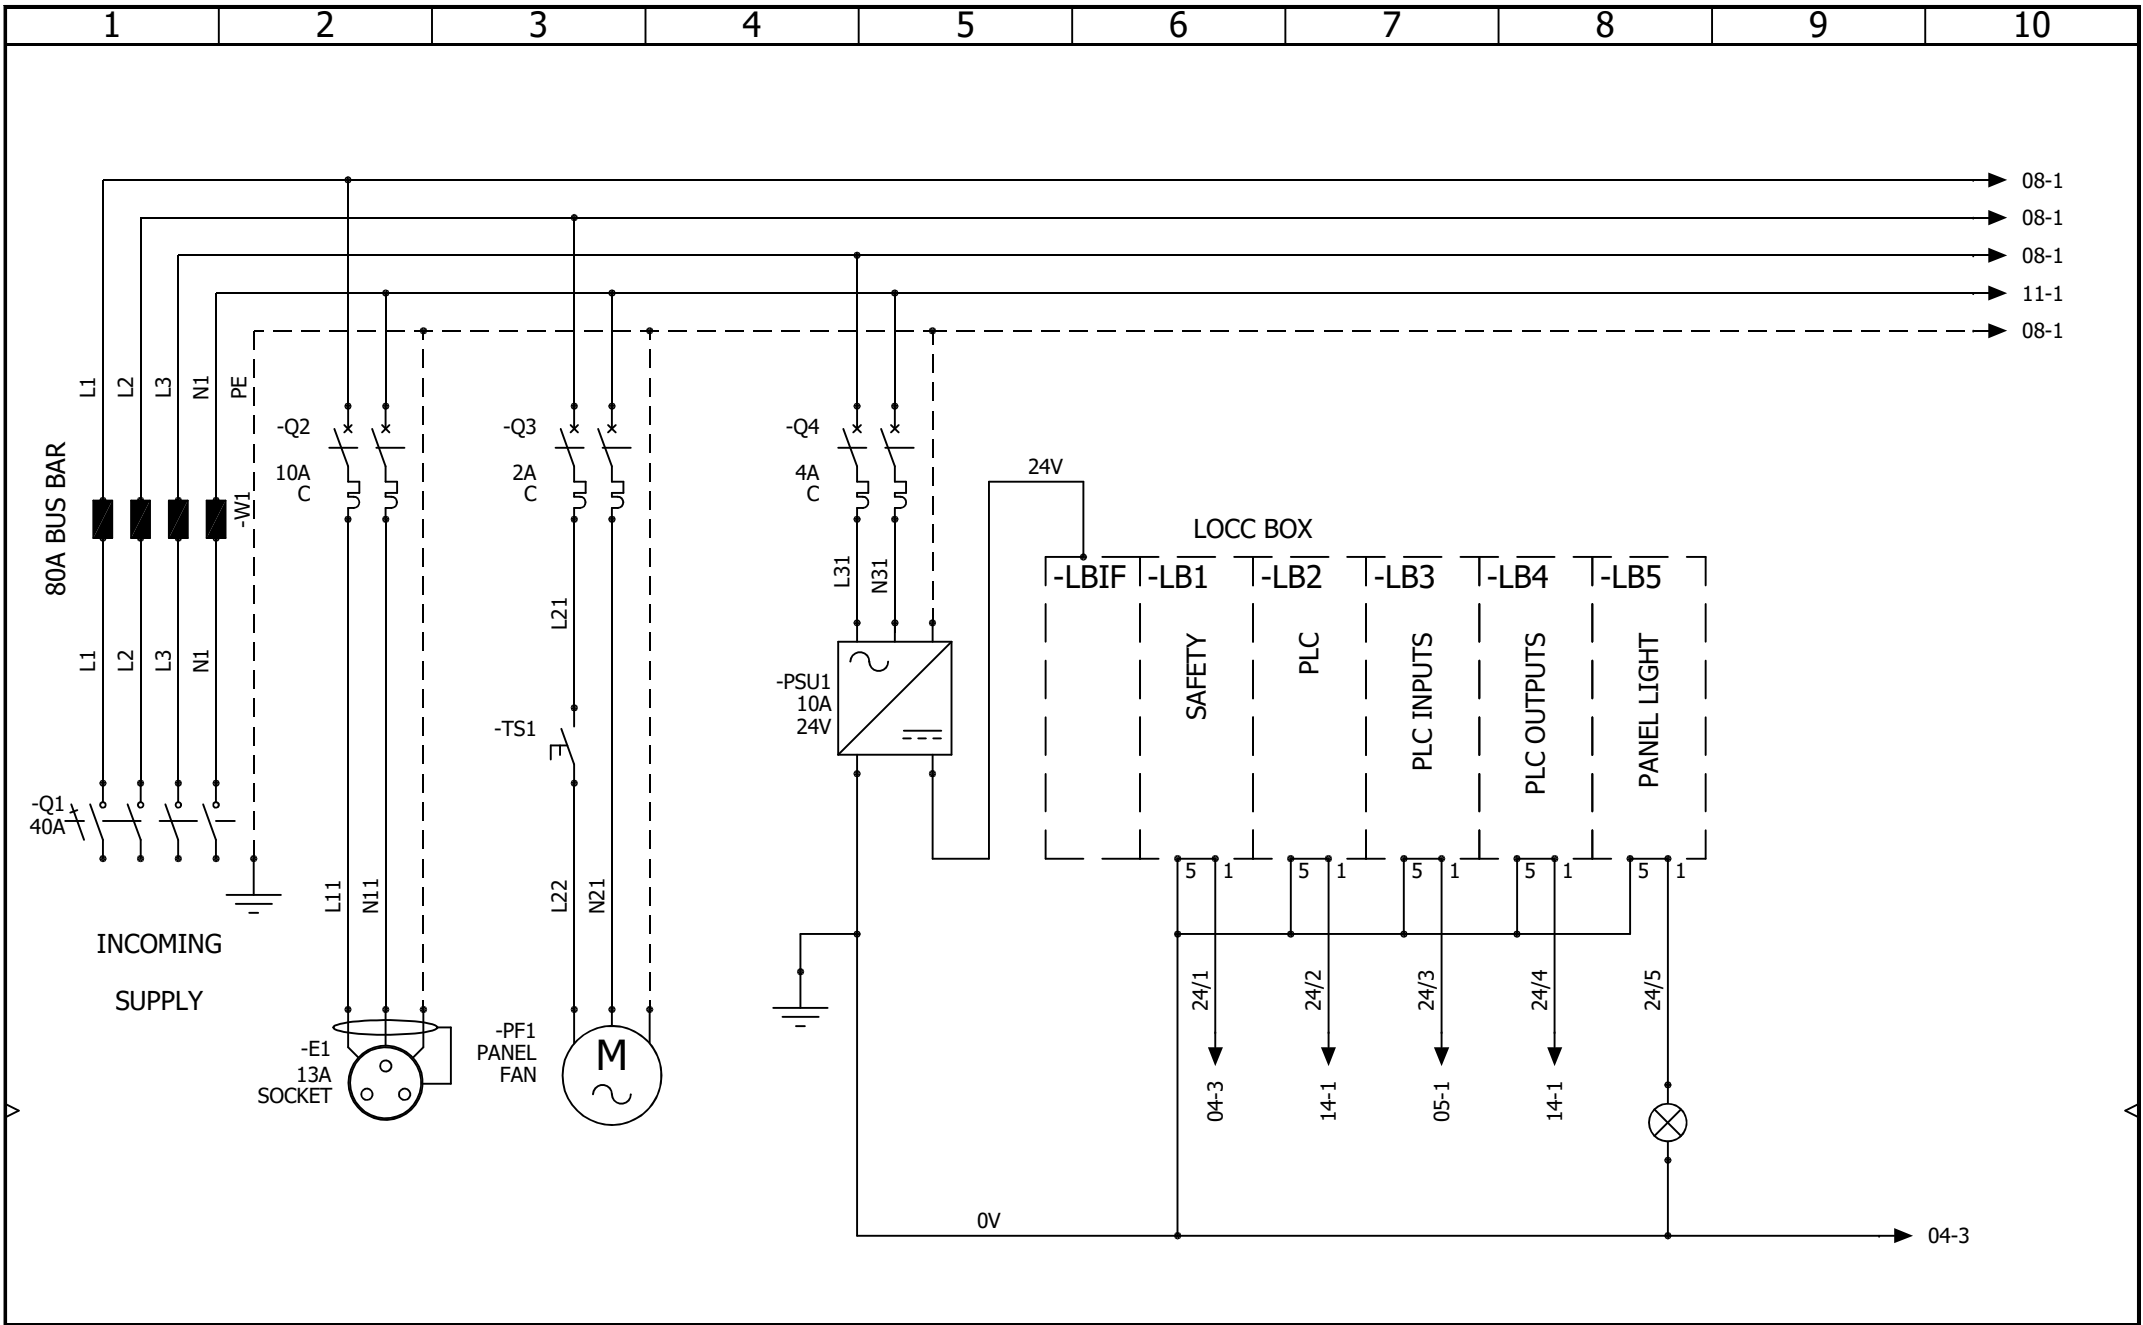 1 2 3 4 5 6 7 8 9 10
08-1
08-1
08-1
11-1
08-1
L1 L2 L3 N1 PE
80A BUS BAR
-W1
L1 L2 L3 N1
-Q1
40A
INCOMING
SUPPLY
-Q2
10A
C
L11 N11
-E1
13A
SOCKET
-Q3
2A
C
L21
-TS1
L22 N21
-PF1
PANEL
FAN
M
-Q4
4A
C
L31 N31
-PSU1
10A
24V
24V
LOCC BOX
-LBIF -LB1 -LB2 -LB3 -LB4 -LB5
SAFETY
PLC
PLC INPUTS
PLC OUTPUTS
PANEL LIGHT
5 1 5 1 5 1 5 1 5 1
24/1 24/2 24/3 24/4 24/5
04-3 14-1 05-1 14-1
0V
04-3